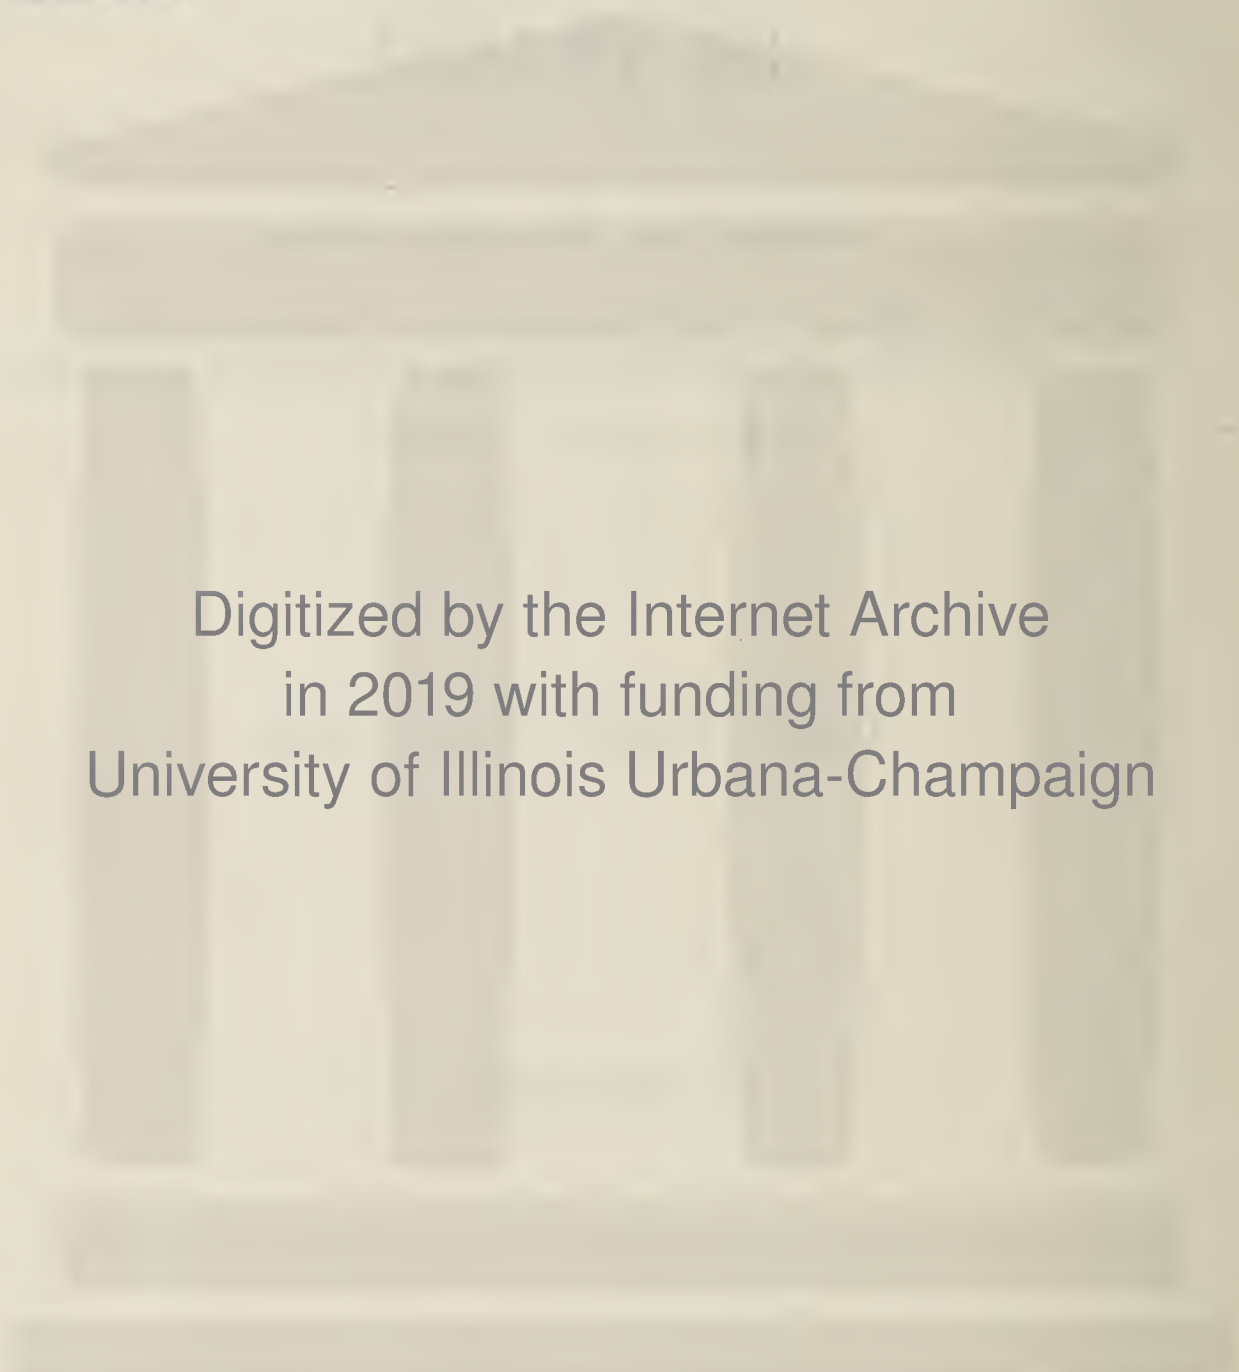 Digitized by the Internet Archive
in 2019 with funding from
University of Illinois Urbana-Champaign